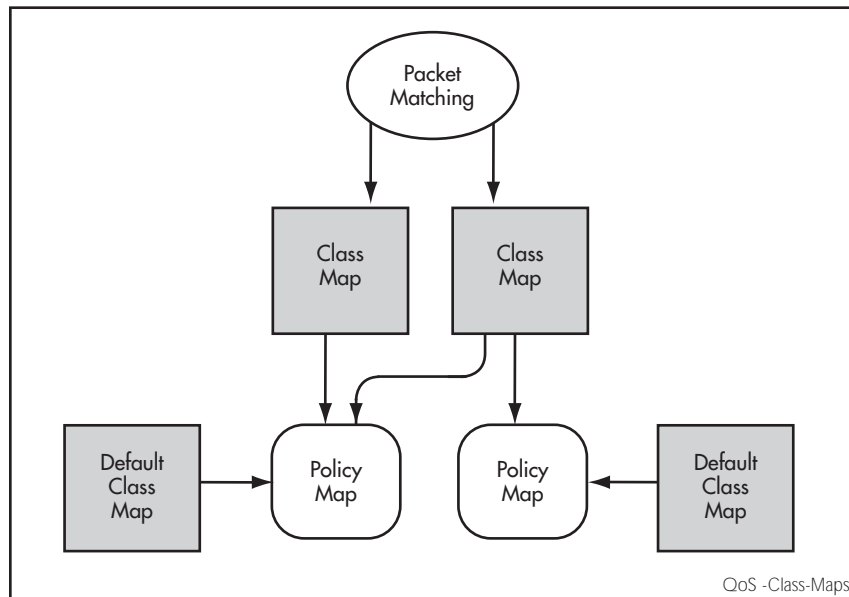 Packet
Matching
Class
Map
Class
Map
Default
Class
Map
Policy
Map
Policy
Map
Default
Class
Map
QoS -Class-Maps